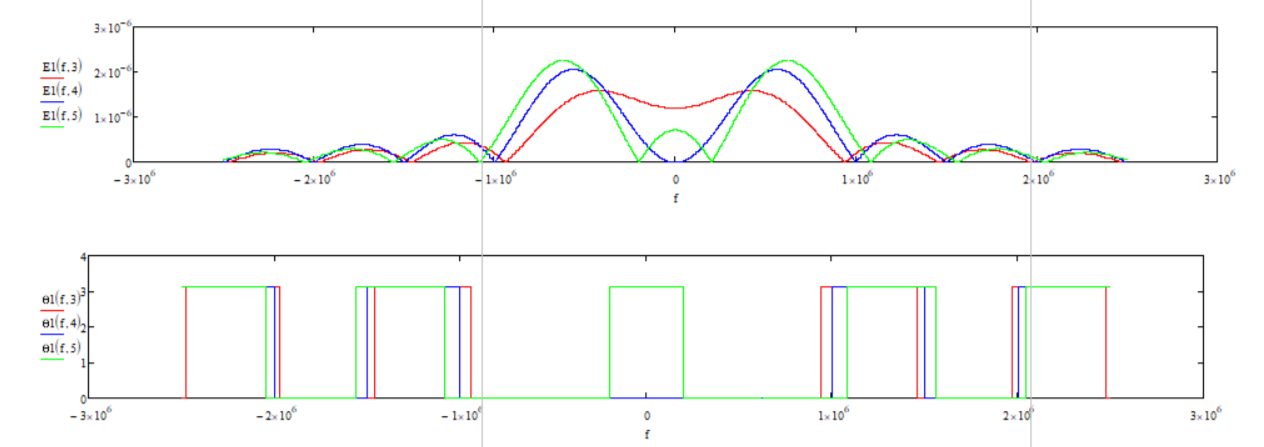 3×10⁻⁶
E1(f,3)
2×10⁻⁶
E1(f,4)
E1(f,5)
1×10⁻⁶
0
−3×10⁶ −2×10⁶ −1×10⁶ 0 1×10⁶ 2×10⁶ 3×10⁶
f
4
θ1(f,3)
3
θ1(f,4)
2
θ1(f,5)
1
0
−3×10⁶ −2×10⁶ −1×10⁶ 0 1×10⁶ 2×10⁶ 3×10⁶
f